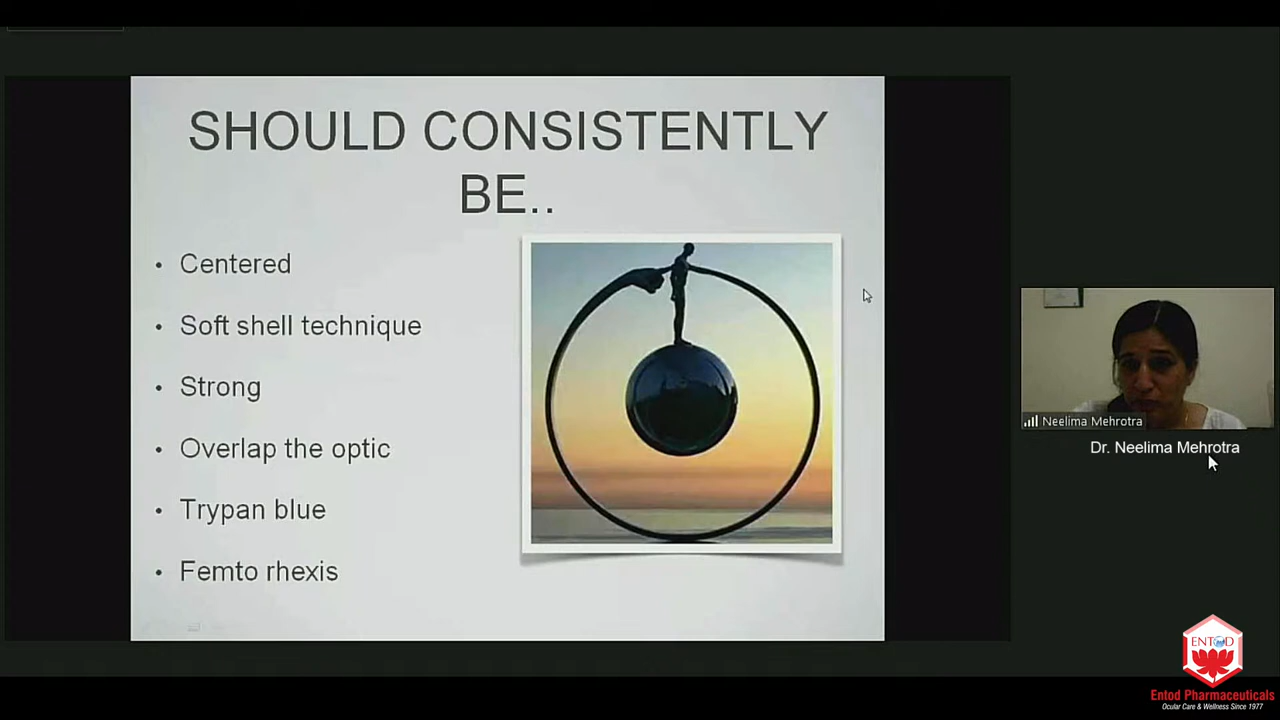 SHOULD CONSISTENTLY
BE..
• Centered
• Soft shell technique
• Strong
• Overlap the optic
• Trypan blue
• Femto rhexis
Neelima Mehrotra
Dr. Neelima Mehrotra
ENTOD
Entod Pharmaceuticals
Ocular Care & Wellness Since 1977